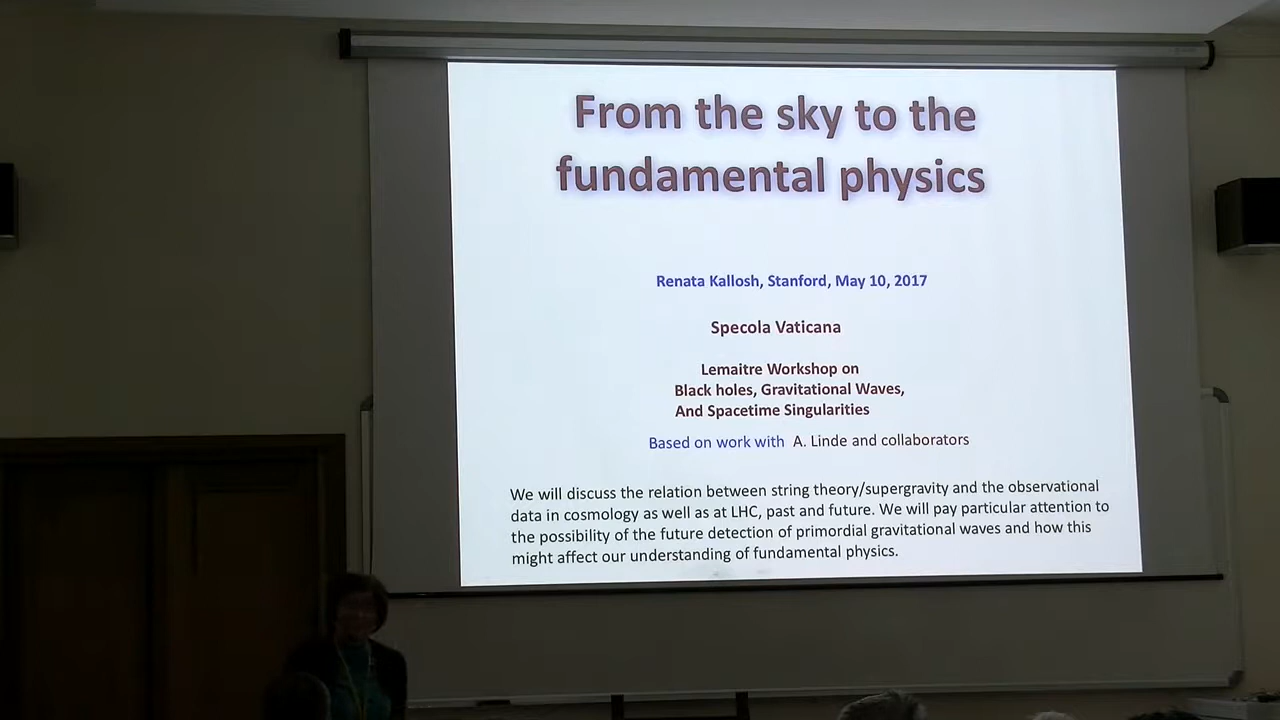 From the sky to the
fundamental physics
Renata Kallosh, Stanford, May 10, 2017
Specola Vaticana
Lemaitre Workshop on
Black holes, Gravitational Waves,
And Spacetime Singularities
Based on work with A. Linde and collaborators
We will discuss the relation between string theory/supergravity and the observational
data in cosmology as well as at LHC, past and future. We will pay particular attention to
the possibility of the future detection of primordial gravitational waves and how this
might affect our understanding of fundamental physics.